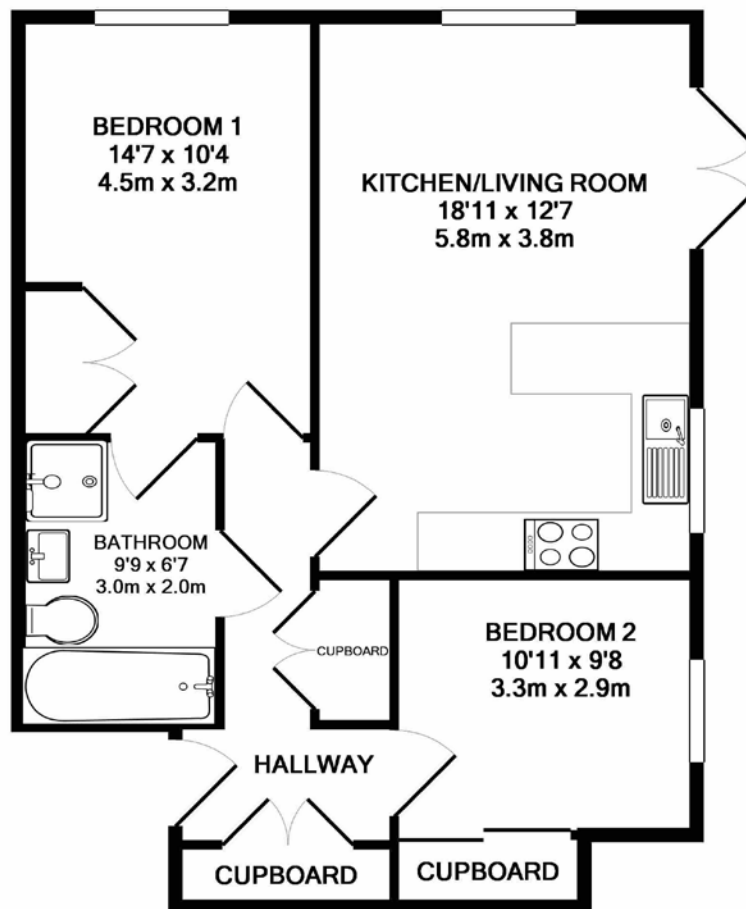 BEDROOM 1
14'7 x 10'4
4.5m x 3.2m
KITCHEN/LIVING ROOM
18'11 x 12'7
5.8m x 3.8m
BATHROOM
9'9 x 6'7
3.0m x 2.0m
CUPBOARD
BEDROOM 2
10'11 x 9'8
3.3m x 2.9m
HALLWAY
CUPBOARD
CUPBOARD